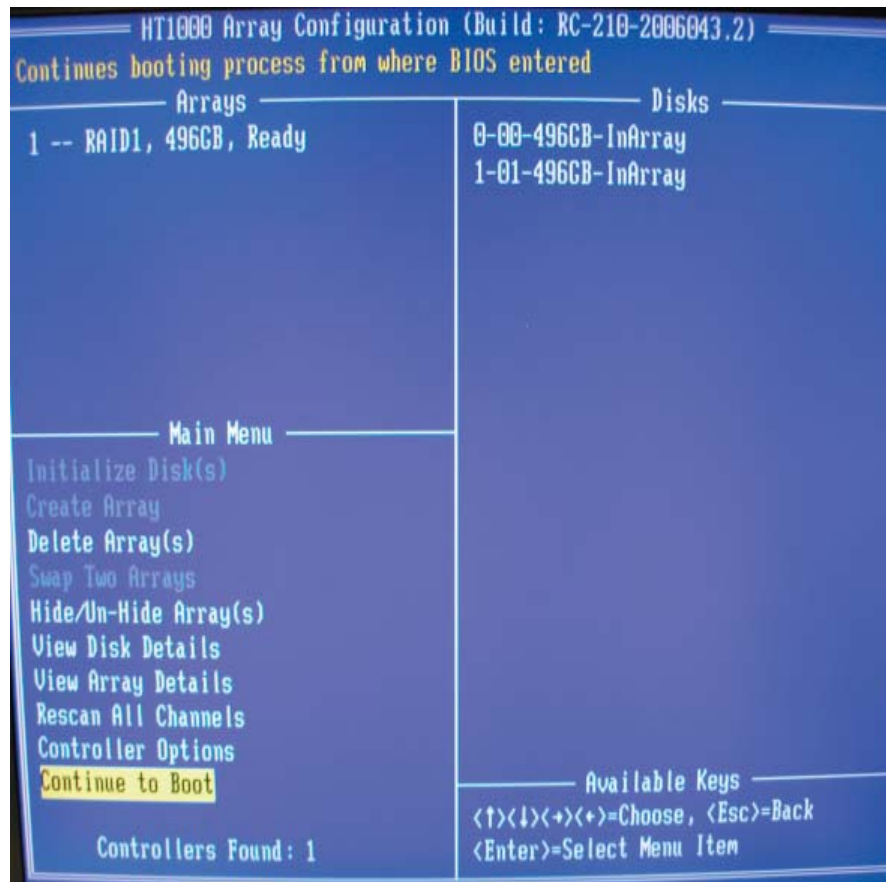 HT1000 Array Configuration (Build: RC-210-2006043.2)
Continues booting process from where BIOS entered
Arrays
1 -- RAID1, 496GB, Ready
Disks
0-00-496GB-InArray
1-01-496GB-InArray
Main Menu
Initialize Disk(s)
Create Array
Delete Array(s)
Swap Two Arrays
Hide/Un-Hide Array(s)
View Disk Details
View Array Details
Rescan All Channels
Controller Options
Continue to Boot
Controllers Found: 1
Available Keys
<↑><↓><→><←>=Choose, <Esc>=Back
<Enter>=Select Menu Item